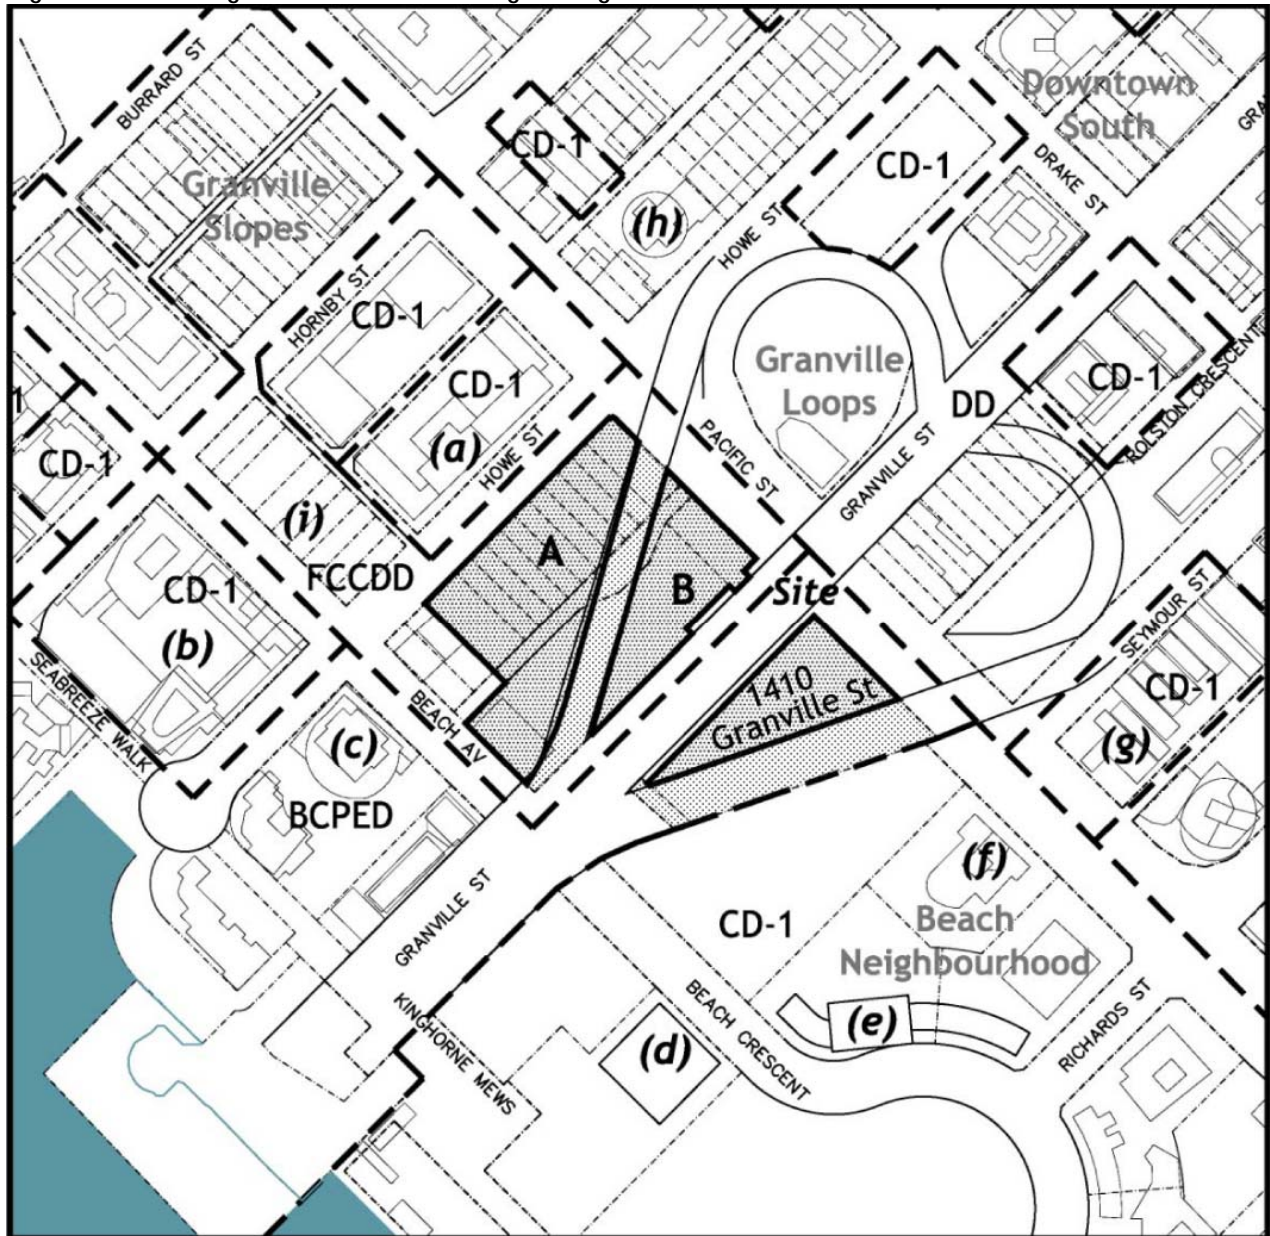 BURRARD ST
Downtown
South
GRA
CD-1
CD-1
DRAKE ST
Granville
Slopes
(h)
HOWE ST
HORNBY ST
CD-1
Granville
Loops
CD-1
ROLSTON CRESCENT
CD-1
DD
1
(a)
HOWE ST
PACIFIC ST
GRANVILLE ST
CD-1
(i)
A
FCCDD
B
Site
CD-1
(b)
SEYMOUR ST
CD-1
1410
Granville St
SEABREEZE WALK
BEACH AV
(c)
(g)
BCPED
(f)
GRANVILLE ST
CD-1
Beach
Neighbourhood
KINGHORNE MEWS
BEACH CRESCENT
(e)
RICHARDS ST
(d)